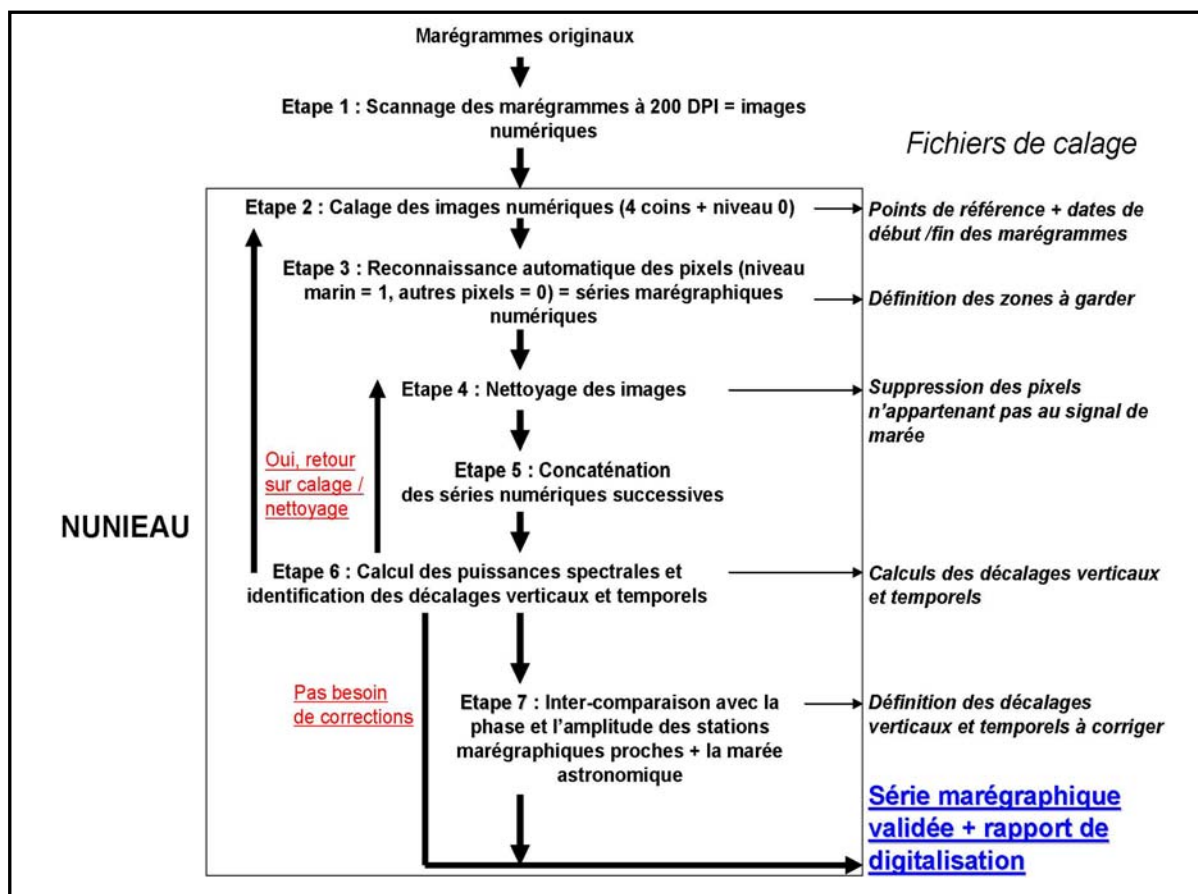 Marégrammes originaux
Etape 1 : Scannage des marégrammes à 200 DPI = images
numériques
Fichiers de calage
Etape 2 : Calage des images numériques (4 coins + niveau 0)
Points de référence + dates de
début /fin des marégrammes
Etape 3 : Reconnaissance automatique des pixels (niveau
marin = 1, autres pixels = 0) = séries marégraphiques
numériques
Définition des zones à garder
Etape 4 : Nettoyage des images
Suppression des pixels
n'appartenant pas au signal de
marée
Oui, retour
sur calage /
nettoyage
Etape 5 : Concaténation
des séries numériques successives
NUNIEAU
Etape 6 : Calcul des puissances spectrales et
identification des décalages verticaux et temporels
Calculs des décalages verticaux
et temporels
Pas besoin
de corrections
Etape 7 : Inter-comparaison avec la
phase et l'amplitude des stations
marégraphiques proches + la marée
astronomique
Définition des décalages
verticaux et temporels à corriger
Série marégraphique
validée + rapport de
digitalisation